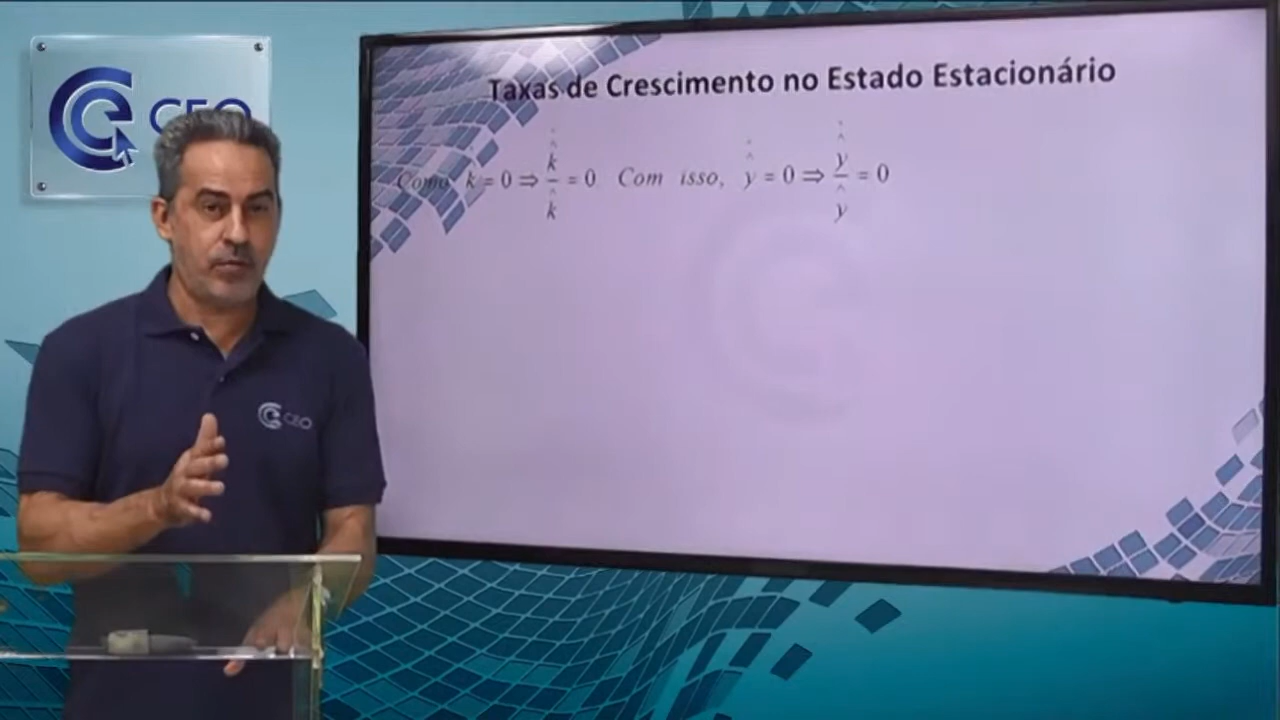 CEO
Taxas de Crescimento no Estado Estacionário
Como k̂̇ = 0 ⇒ k̂̇/k̂ = 0 Com isso, ŷ̇ = 0 ⇒ ŷ̇/ŷ = 0
CEO